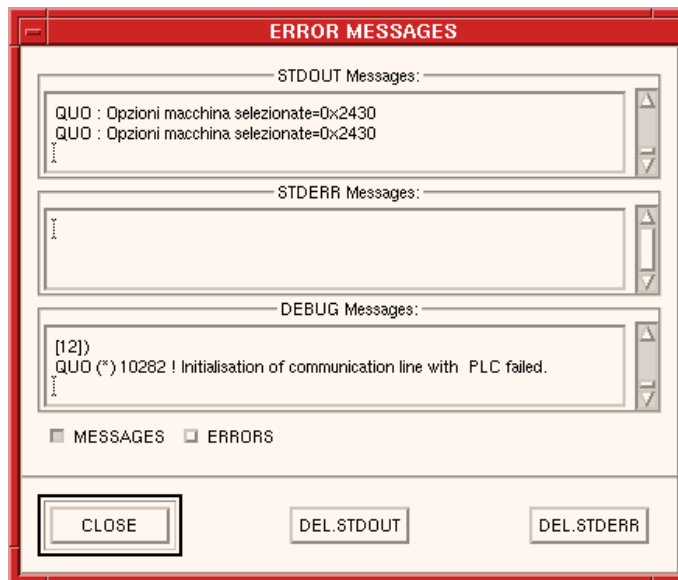 ERROR MESSAGES
STDOUT Messages:
QUO : Opzioni macchina selezionate=0x2430
QUO : Opzioni macchina selezionate=0x2430
STDERR Messages:
DEBUG Messages:
[12])
QUO (*) 10282 ! Initialisation of communication line with  PLC failed.
MESSAGES ERRORS
CLOSE DEL.STDOUT DEL.STDERR